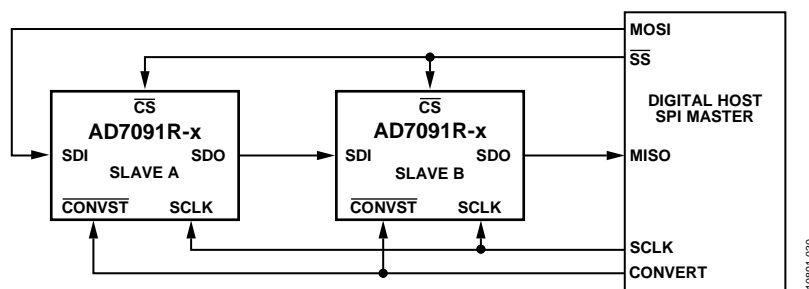 MOSI
SS
CS
AD7091R-x
SDI
SDO
SLAVE A
CONVST
SCLK
CS
AD7091R-x
SDI
SDO
SLAVE B
CONVST
SCLK
DIGITAL HOST
SPI MASTER
MISO
SCLK
CONVERT